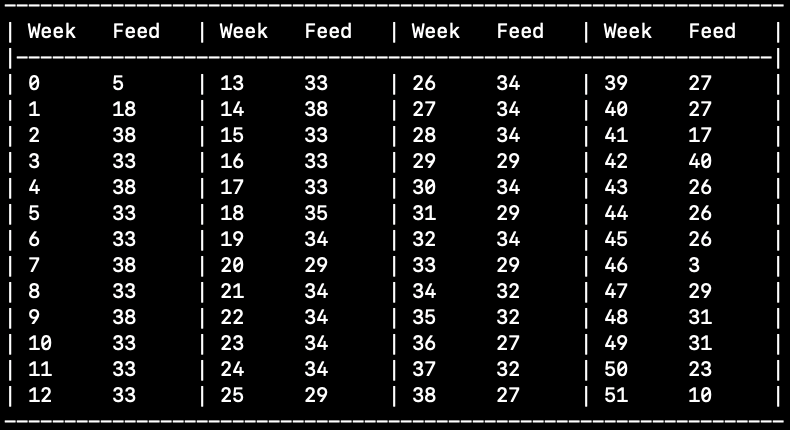 | Week Feed | Week Feed | Week Feed | Week Feed |
| 0 5 | 13 33 | 26 34 | 39 27 |
| 1 18 | 14 38 | 27 34 | 40 27 |
| 2 38 | 15 33 | 28 34 | 41 17 |
| 3 33 | 16 33 | 29 29 | 42 40 |
| 4 38 | 17 33 | 30 34 | 43 26 |
| 5 33 | 18 35 | 31 29 | 44 26 |
| 6 33 | 19 34 | 32 34 | 45 26 |
| 7 38 | 20 29 | 33 29 | 46 3 |
| 8 33 | 21 34 | 34 32 | 47 29 |
| 9 38 | 22 34 | 35 32 | 48 31 |
| 10 33 | 23 34 | 36 27 | 49 31 |
| 11 33 | 24 34 | 37 32 | 50 23 |
| 12 33 | 25 29 | 38 27 | 51 10 |